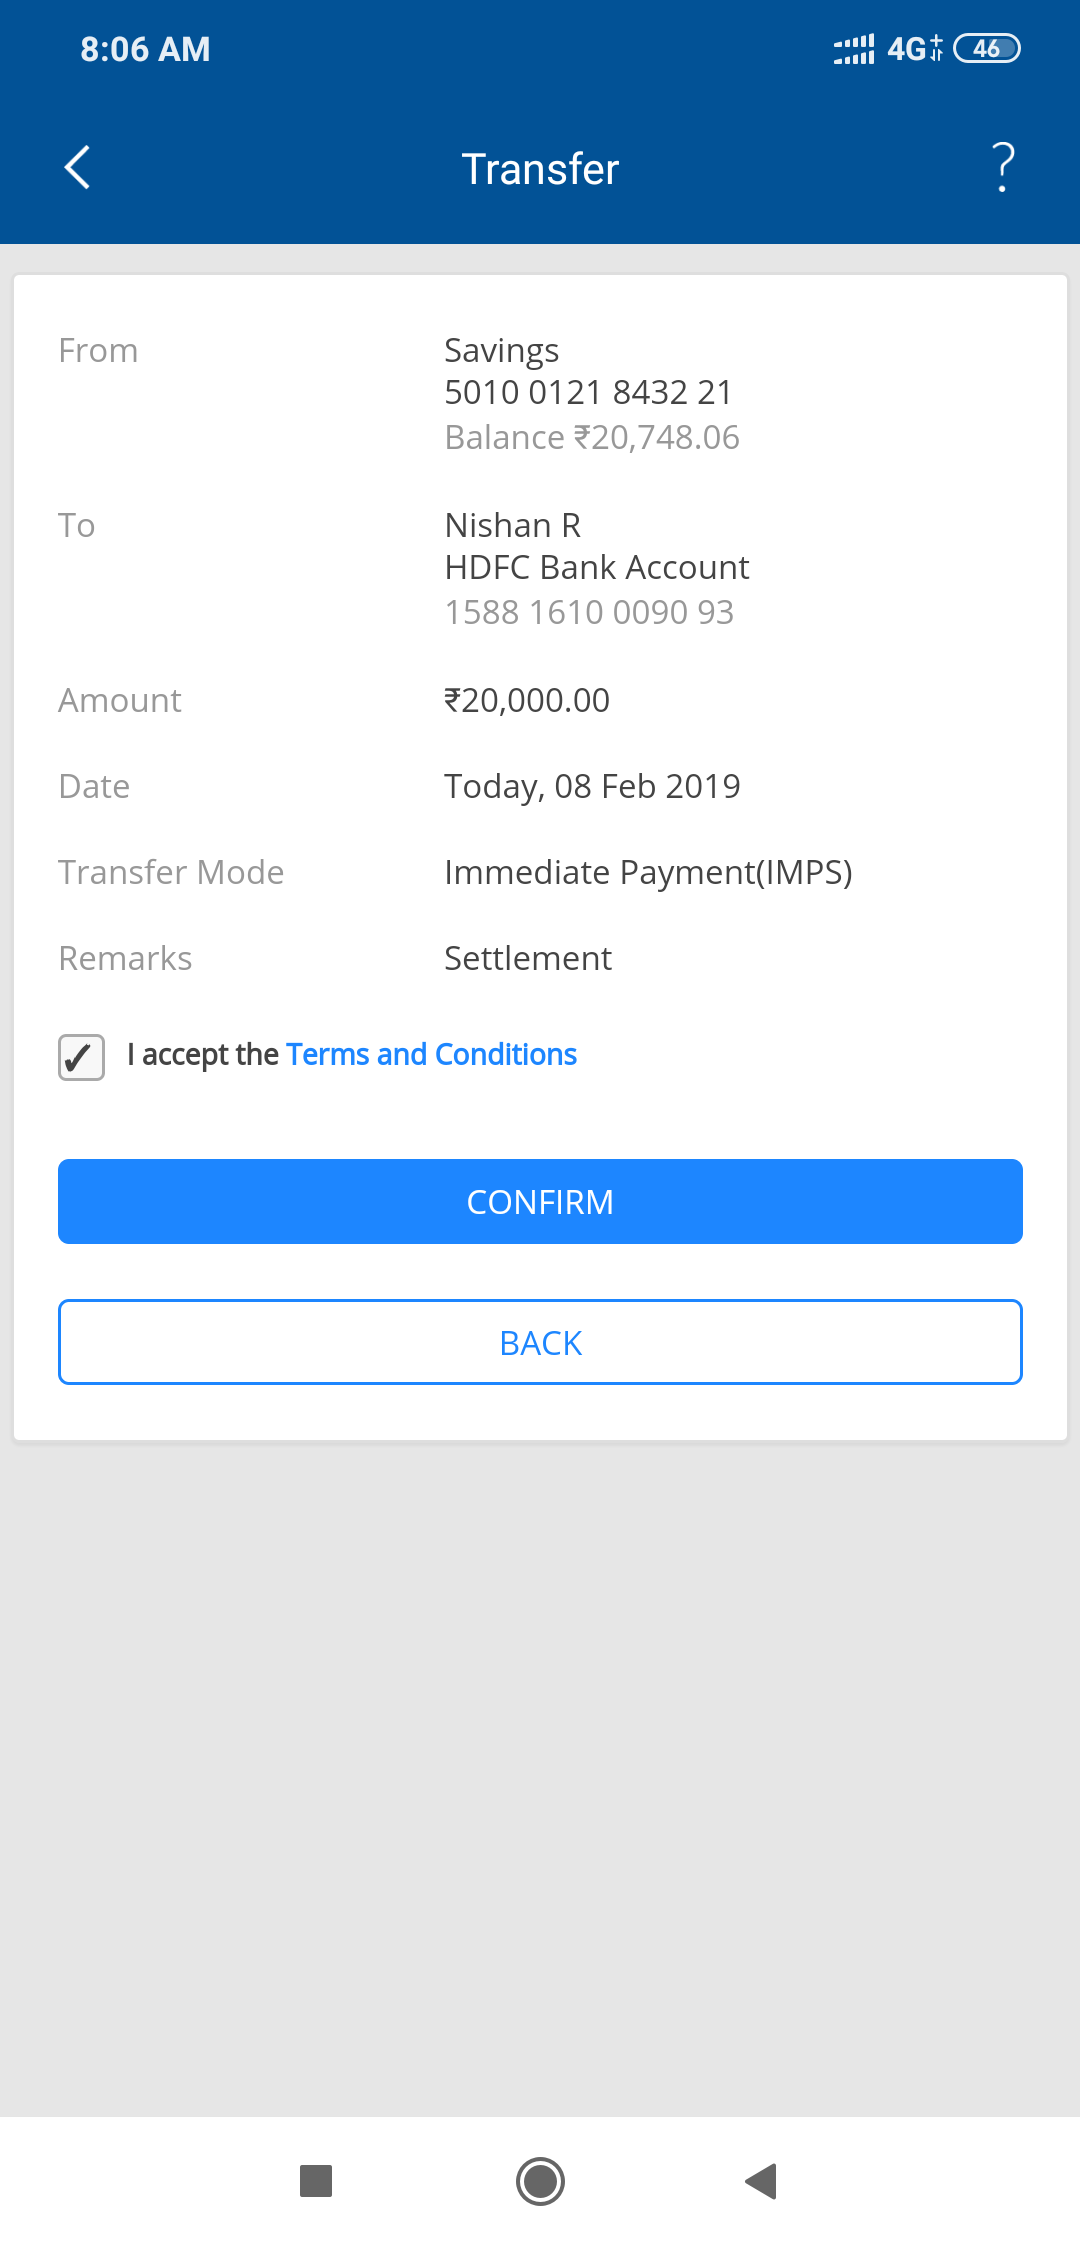 8:06 AM
4G+ 46
Transfer
?
From
Savings
5010 0121 8432 21
Balance ₹20,748.06
To
Nishan R
HDFC Bank Account
1588 1610 0090 93
Amount
₹20,000.00
Date
Today, 08 Feb 2019
Transfer Mode
Immediate Payment(IMPS)
Remarks
Settlement
I accept the Terms and Conditions
CONFIRM
BACK